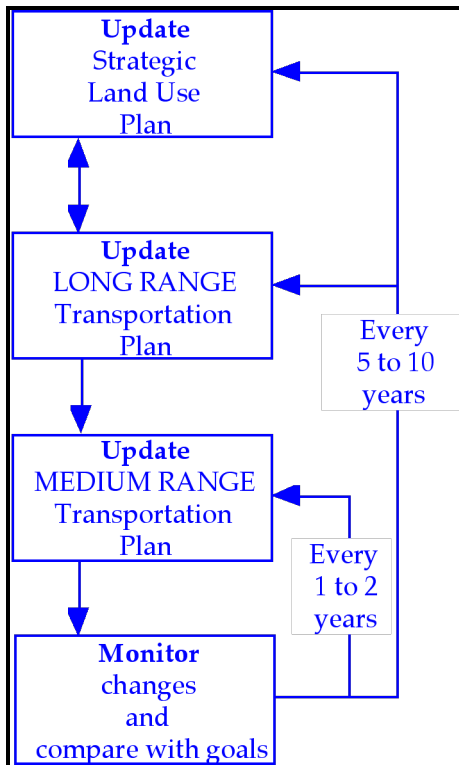 Update
Strategic
Land Use
Plan
Update
LONG RANGE
Transportation
Plan
Every
5 to 10
years
Update
MEDIUM RANGE
Transportation
Plan
Every
1 to 2
years
Monitor
changes
and
compare with goals